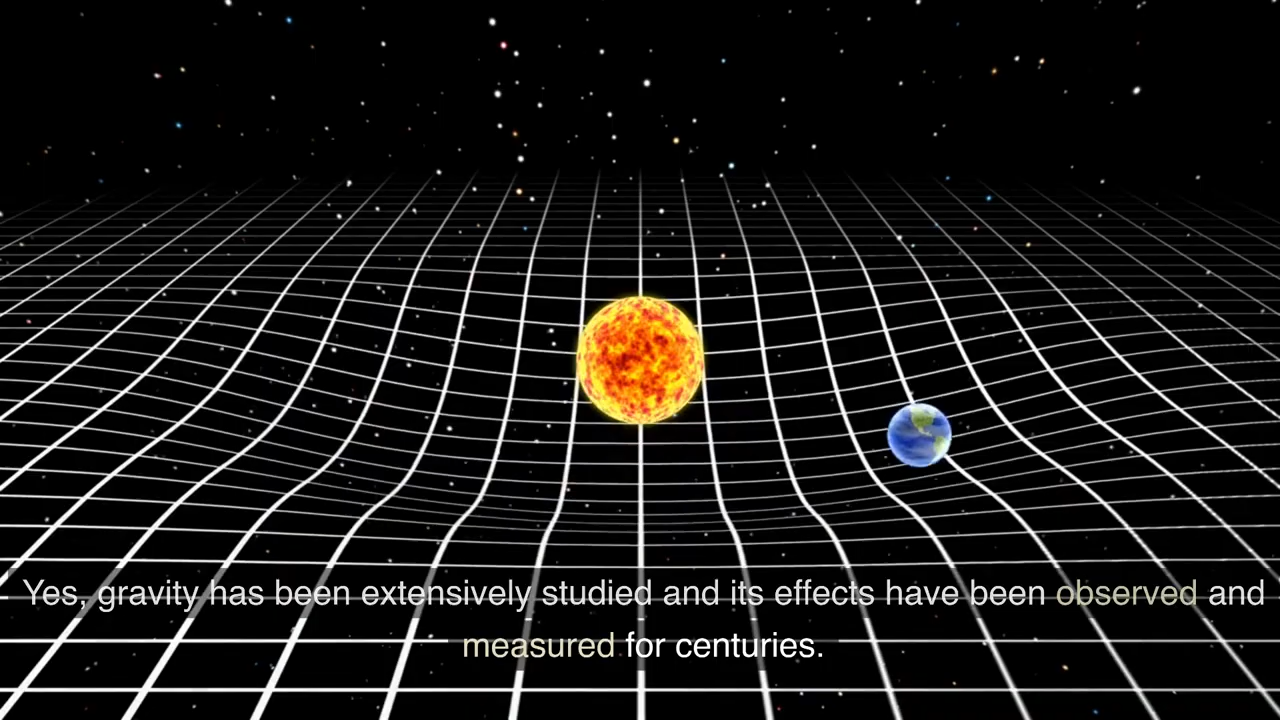 Yes, gravity has been extensively studied and its effects have been observed and
measured for centuries.